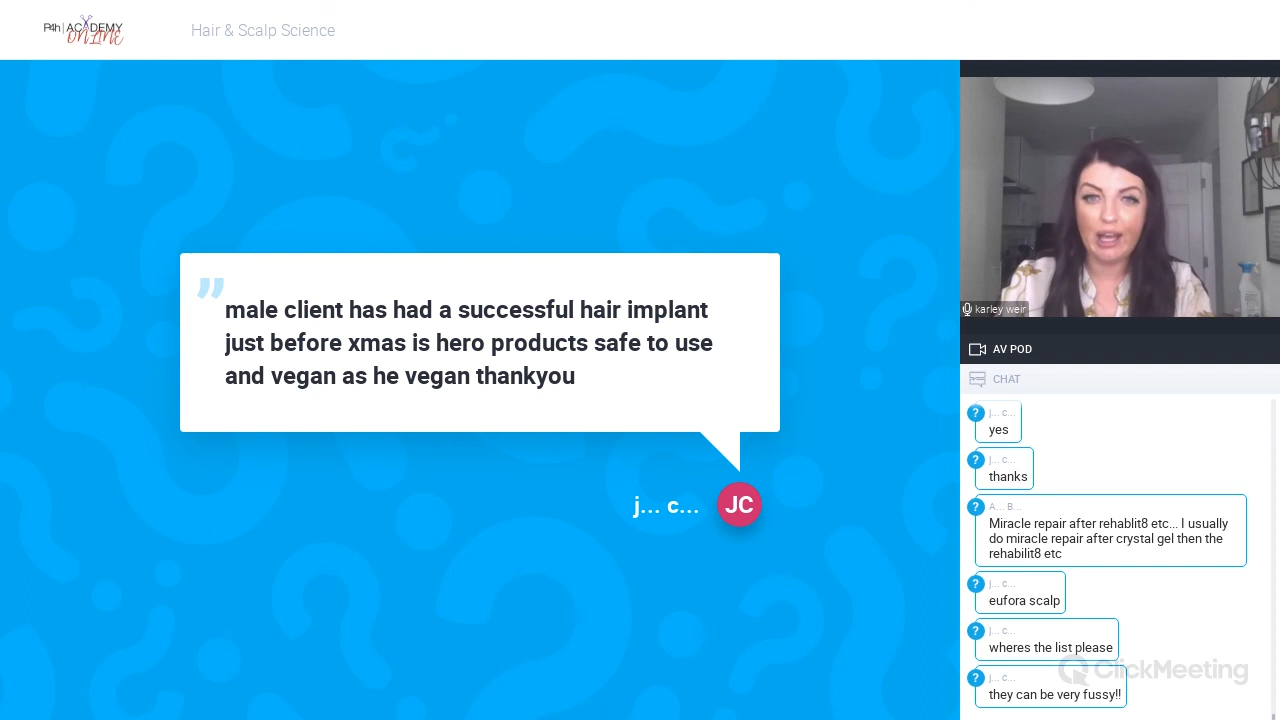 P4h | ACADEMY
ONLINE
Hair & Scalp Science
male client has had a successful hair implant
just before xmas is hero products safe to use
and vegan as he vegan thankyou
j... c...
JC
karley weir
AV POD
CHAT
? j... c...
yes
? j... c...
thanks
? A... B...
Miracle repair after rehablit8 etc... I usually
do miracle repair after crystal gel then the
rehabilit8 etc
? j... c...
eufora scalp
? j... c...
wheres the list please
ClickMeeting
? j... c...
they can be very fussy!!